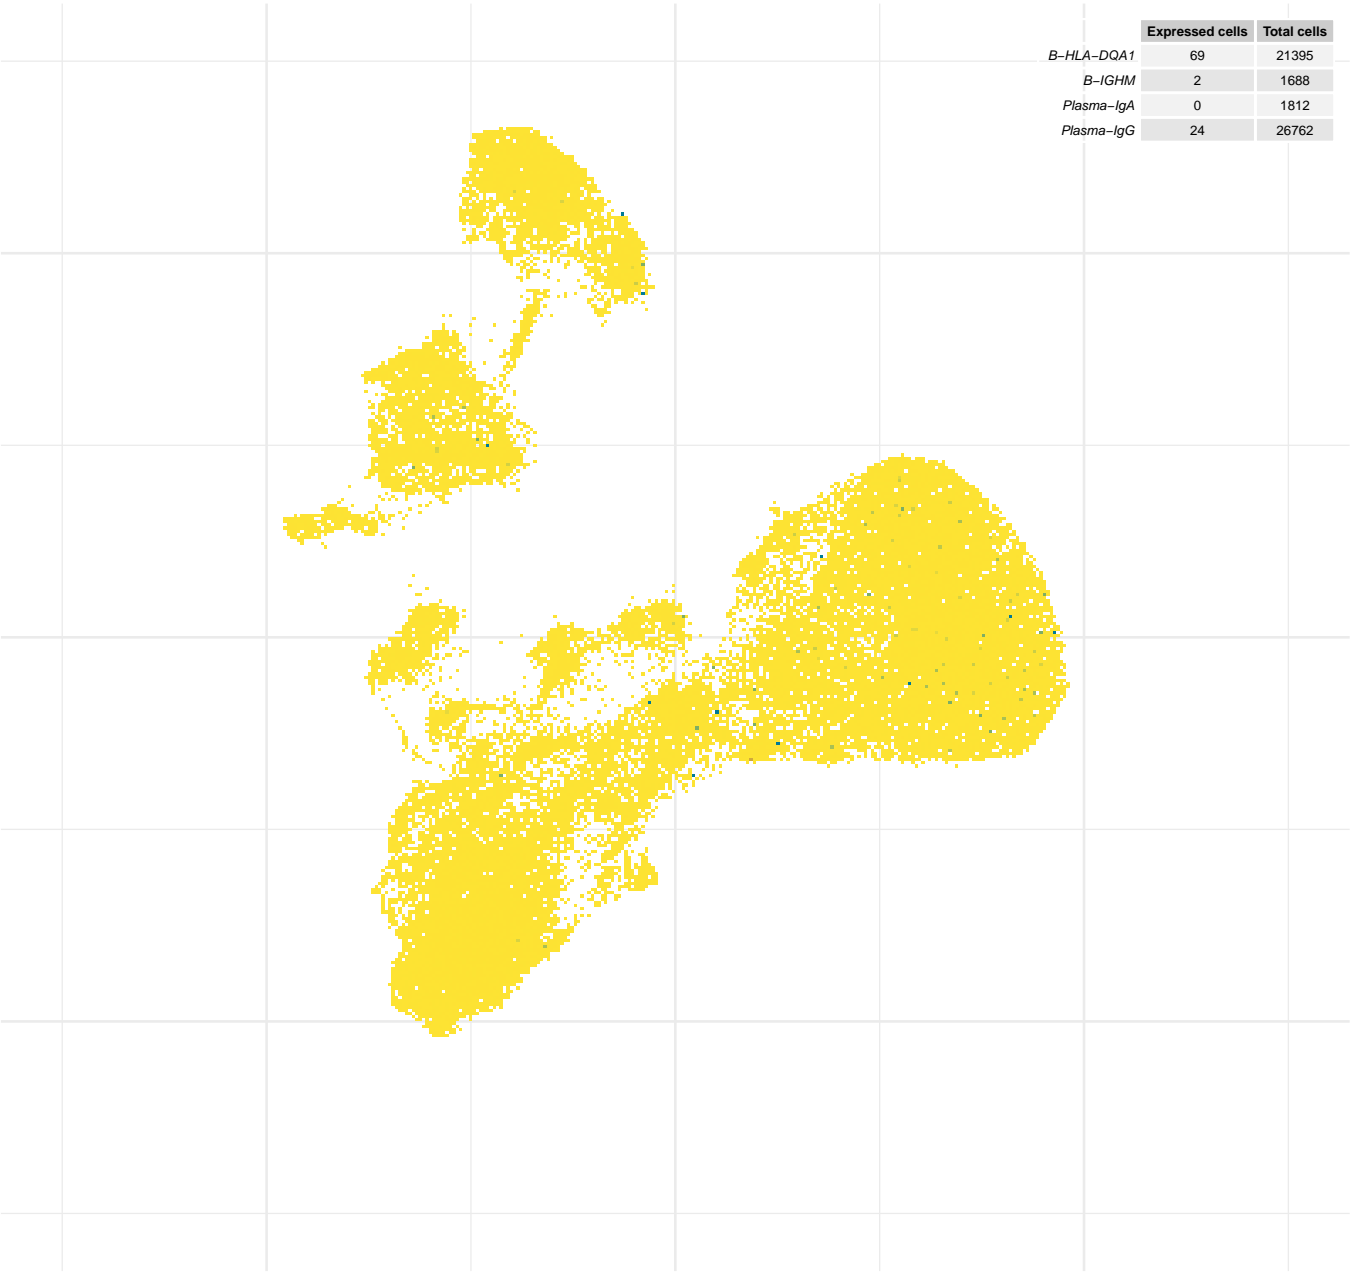 Expressed cells Total cells
B−HLA−DQA1 69 21395
B−IGHM 2 1688
Plasma−IgA 0 1812
Plasma−IgG 24 26762